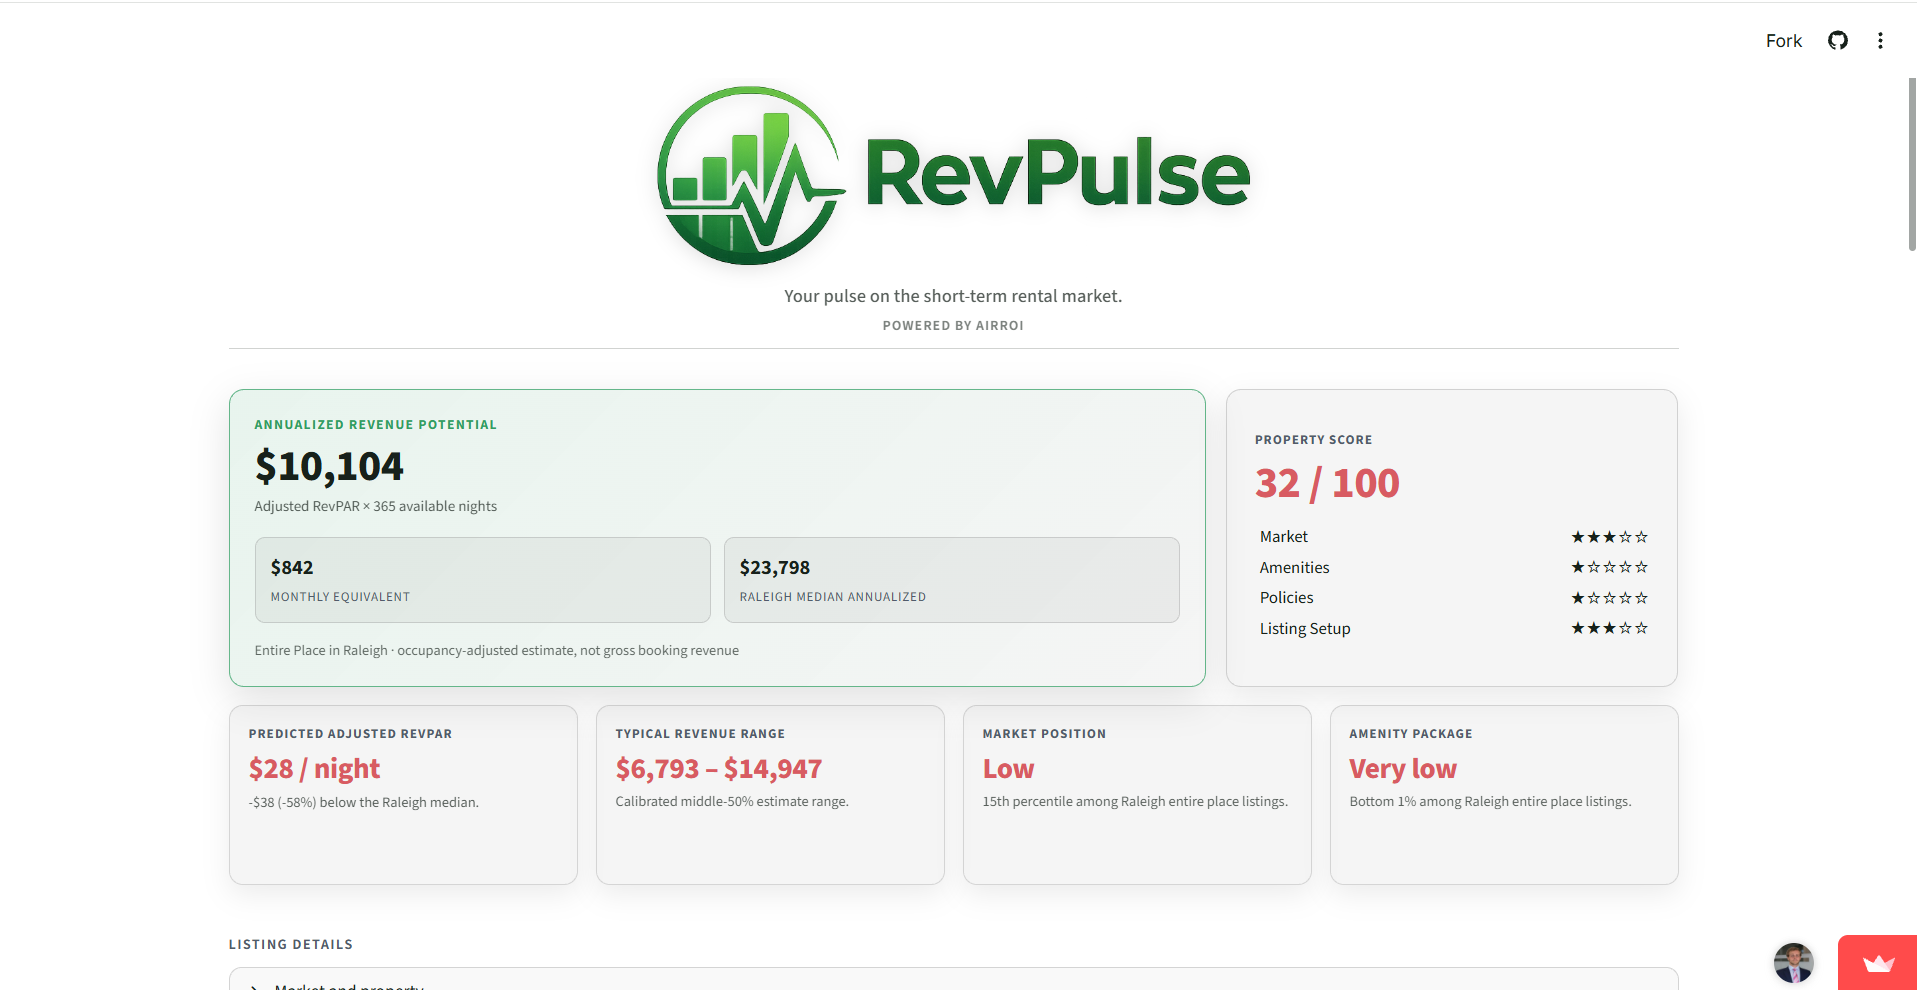 Fork
RevPulse
Your pulse on the short-term rental market.
POWERED BY AIRROI
ANNUALIZED REVENUE POTENTIAL
$10,104
Adjusted RevPAR × 365 available nights
$842
MONTHLY EQUIVALENT
$23,798
RALEIGH MEDIAN ANNUALIZED
Entire Place in Raleigh · occupancy-adjusted estimate, not gross booking revenue
PROPERTY SCORE
32 / 100
Market ★★★☆☆
Amenities ★☆☆☆☆
Policies ★☆☆☆☆
Listing Setup ★★★☆☆
PREDICTED ADJUSTED REVPAR
$28 / night
-$38 (-58%) below the Raleigh median.
TYPICAL REVENUE RANGE
$6,793 – $14,947
Calibrated middle-50% estimate range.
MARKET POSITION
Low
15th percentile among Raleigh entire place listings.
AMENITY PACKAGE
Very low
Bottom 1% among Raleigh entire place listings.
LISTING DETAILS
Market and property